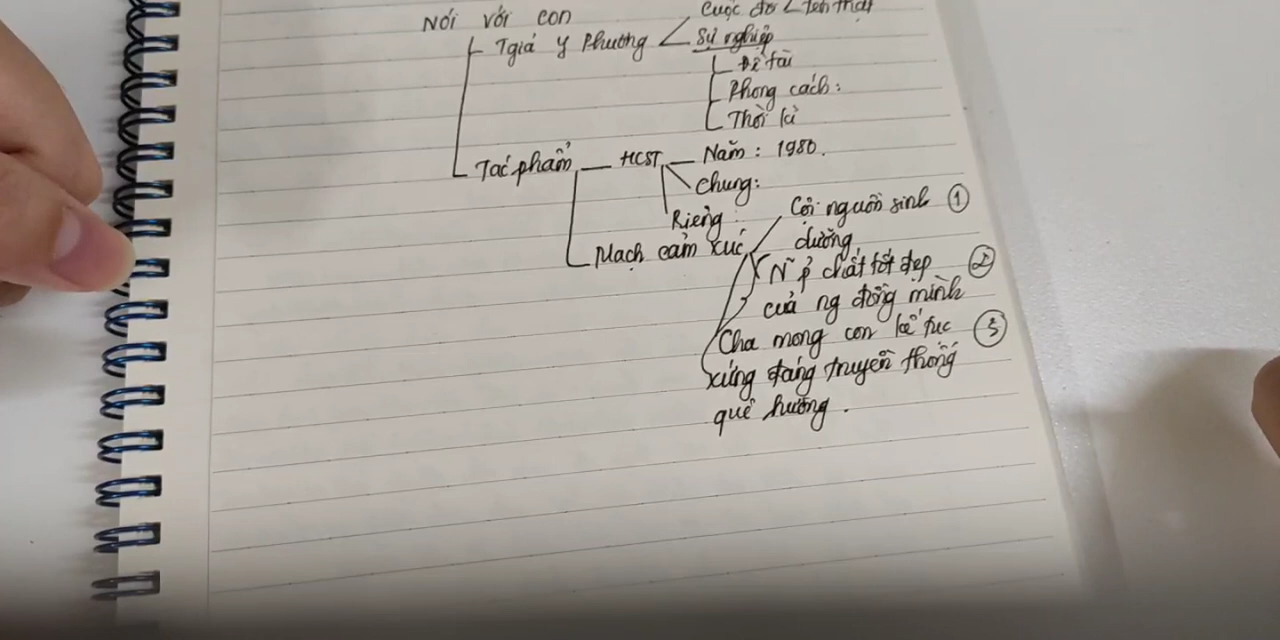 Nói với con
Cuộc đời < tên thật
Tgiả Y Phương < Sự nghiệp
Đề tài
Phong cách:
Thời kì
Tác phẩm — HCST — Năm: 1980.
Chung:
Riêng:
Mạch cảm xúc
Cội nguồn sinh ①
dưỡng
N~ p chất tốt đẹp ②
của ng đồng mình
Cha mong con kế tục ③
xứng đáng truyền thống
quê hương.